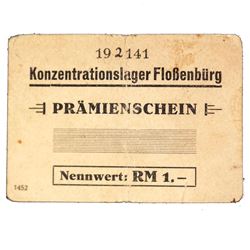 192141
Konzentrationslager Floßenbürg
PRÄMIENSCHEIN
Nennwert: RM 1.-
1452